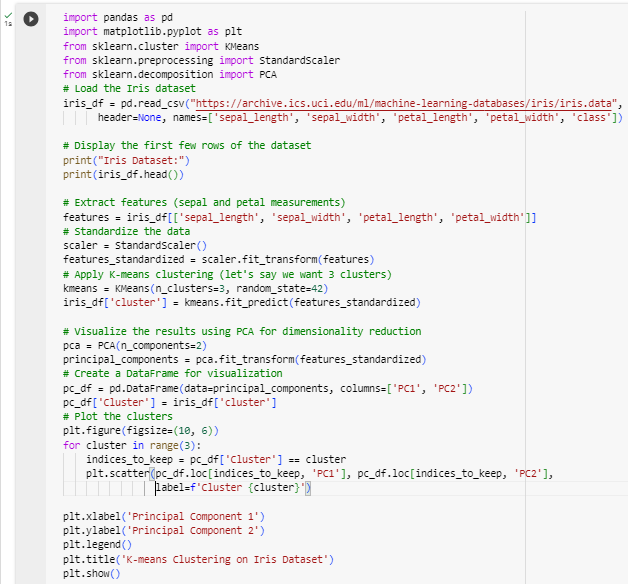 1s
import pandas as pd
import matplotlib.pyplot as plt
from sklearn.cluster import KMeans
from sklearn.preprocessing import StandardScaler
from sklearn.decomposition import PCA
# Load the Iris dataset
iris_df = pd.read_csv("https://archive.ics.uci.edu/ml/machine-learning-databases/iris/iris.data",
header=None, names=['sepal_length', 'sepal_width', 'petal_length', 'petal_width', 'class'])
# Display the first few rows of the dataset
print("Iris Dataset:")
print(iris_df.head())
# Extract features (sepal and petal measurements)
features = iris_df[['sepal_length', 'sepal_width', 'petal_length', 'petal_width']]
# Standardize the data
scaler = StandardScaler()
features_standardized = scaler.fit_transform(features)
# Apply K-means clustering (let's say we want 3 clusters)
kmeans = KMeans(n_clusters=3, random_state=42)
iris_df['cluster'] = kmeans.fit_predict(features_standardized)
# Visualize the results using PCA for dimensionality reduction
pca = PCA(n_components=2)
principal_components = pca.fit_transform(features_standardized)
# Create a DataFrame for visualization
pc_df = pd.DataFrame(data=principal_components, columns=['PC1', 'PC2'])
pc_df['Cluster'] = iris_df['cluster']
# Plot the clusters
plt.figure(figsize=(10, 6))
for cluster in range(3):
indices_to_keep = pc_df['Cluster'] == cluster
plt.scatter(pc_df.loc[indices_to_keep, 'PC1'], pc_df.loc[indices_to_keep, 'PC2'],
label=f'Cluster {cluster}')
plt.xlabel('Principal Component 1')
plt.ylabel('Principal Component 2')
plt.legend()
plt.title('K-means Clustering on Iris Dataset')
plt.show()